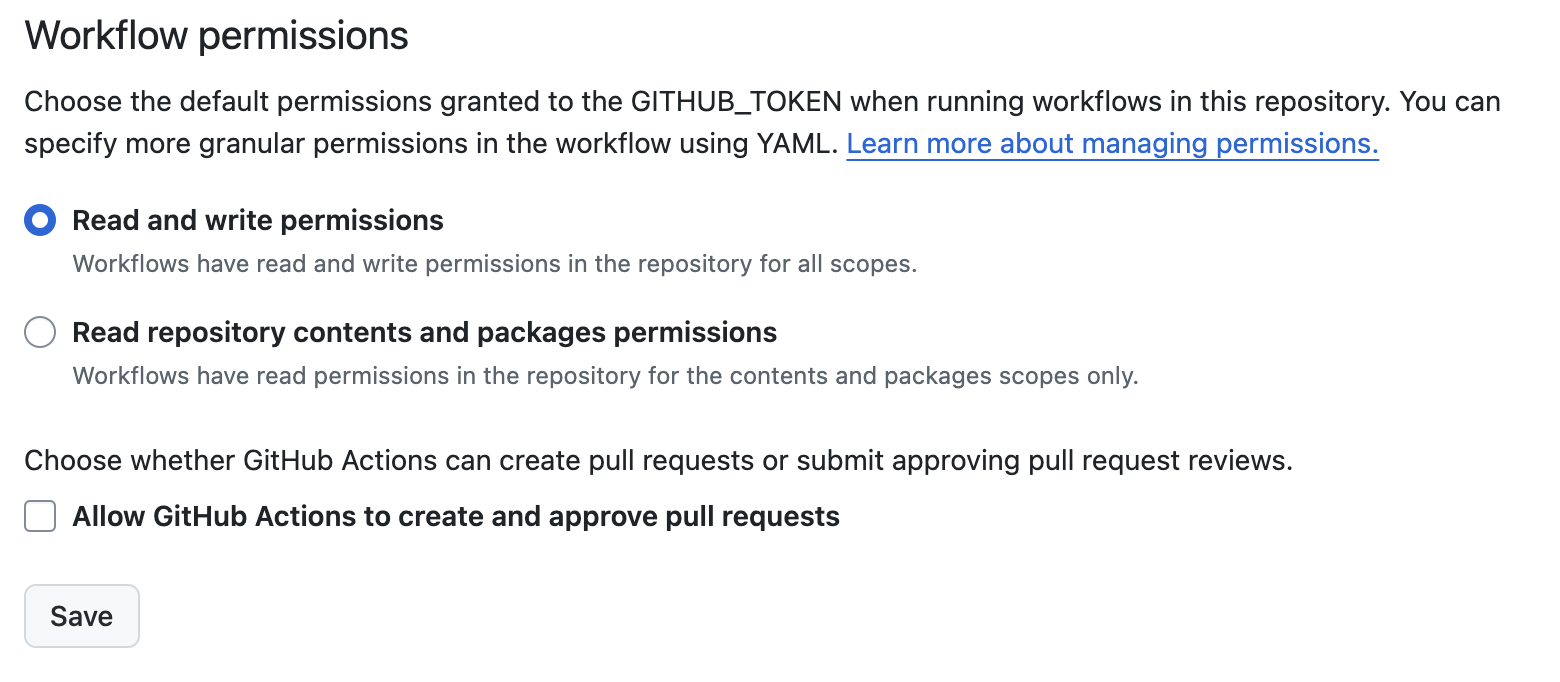 Workflow permissions
Choose the default permissions granted to the GITHUB_TOKEN when running workflows in this repository. You can
specify more granular permissions in the workflow using YAML. Learn more about managing permissions.
Read and write permissions
Workflows have read and write permissions in the repository for all scopes.
Read repository contents and packages permissions
Workflows have read permissions in the repository for the contents and packages scopes only.
Choose whether GitHub Actions can create pull requests or submit approving pull request reviews.
Allow GitHub Actions to create and approve pull requests
Save